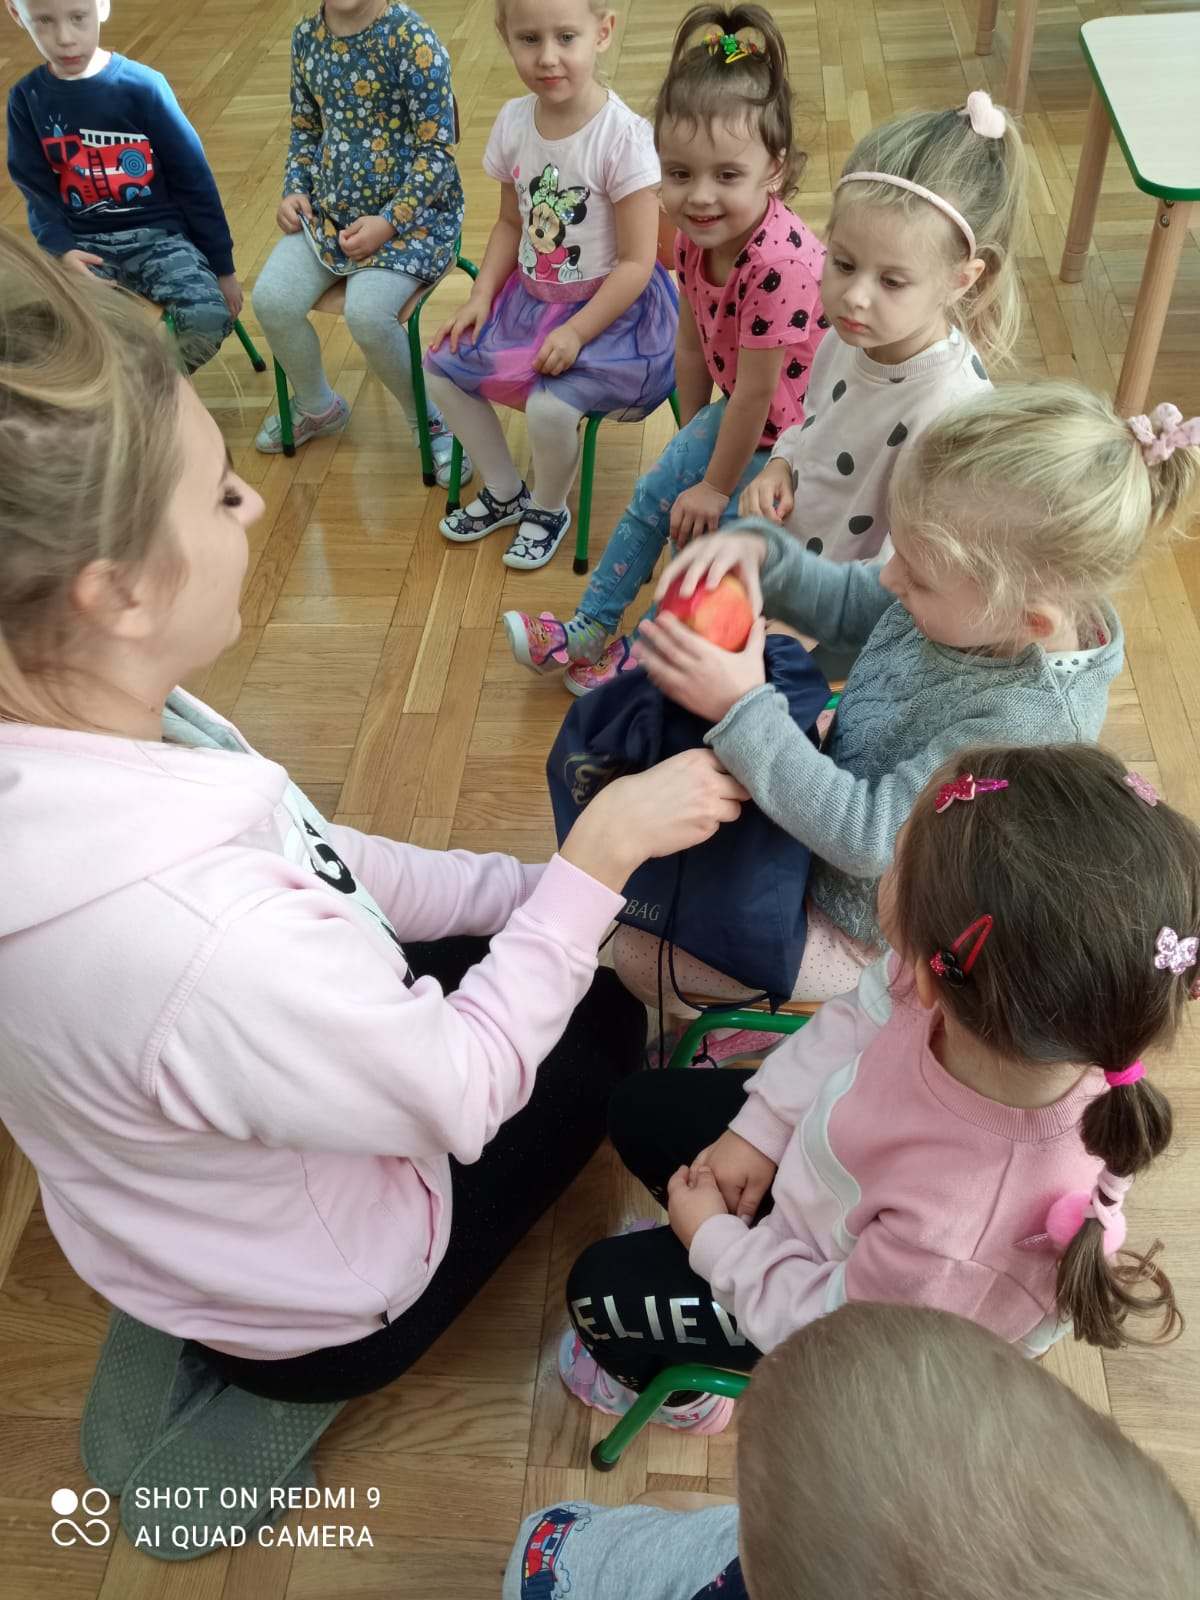 BAG
ELIEV
SHOT ON REDMI 9
AI QUAD CAMERA